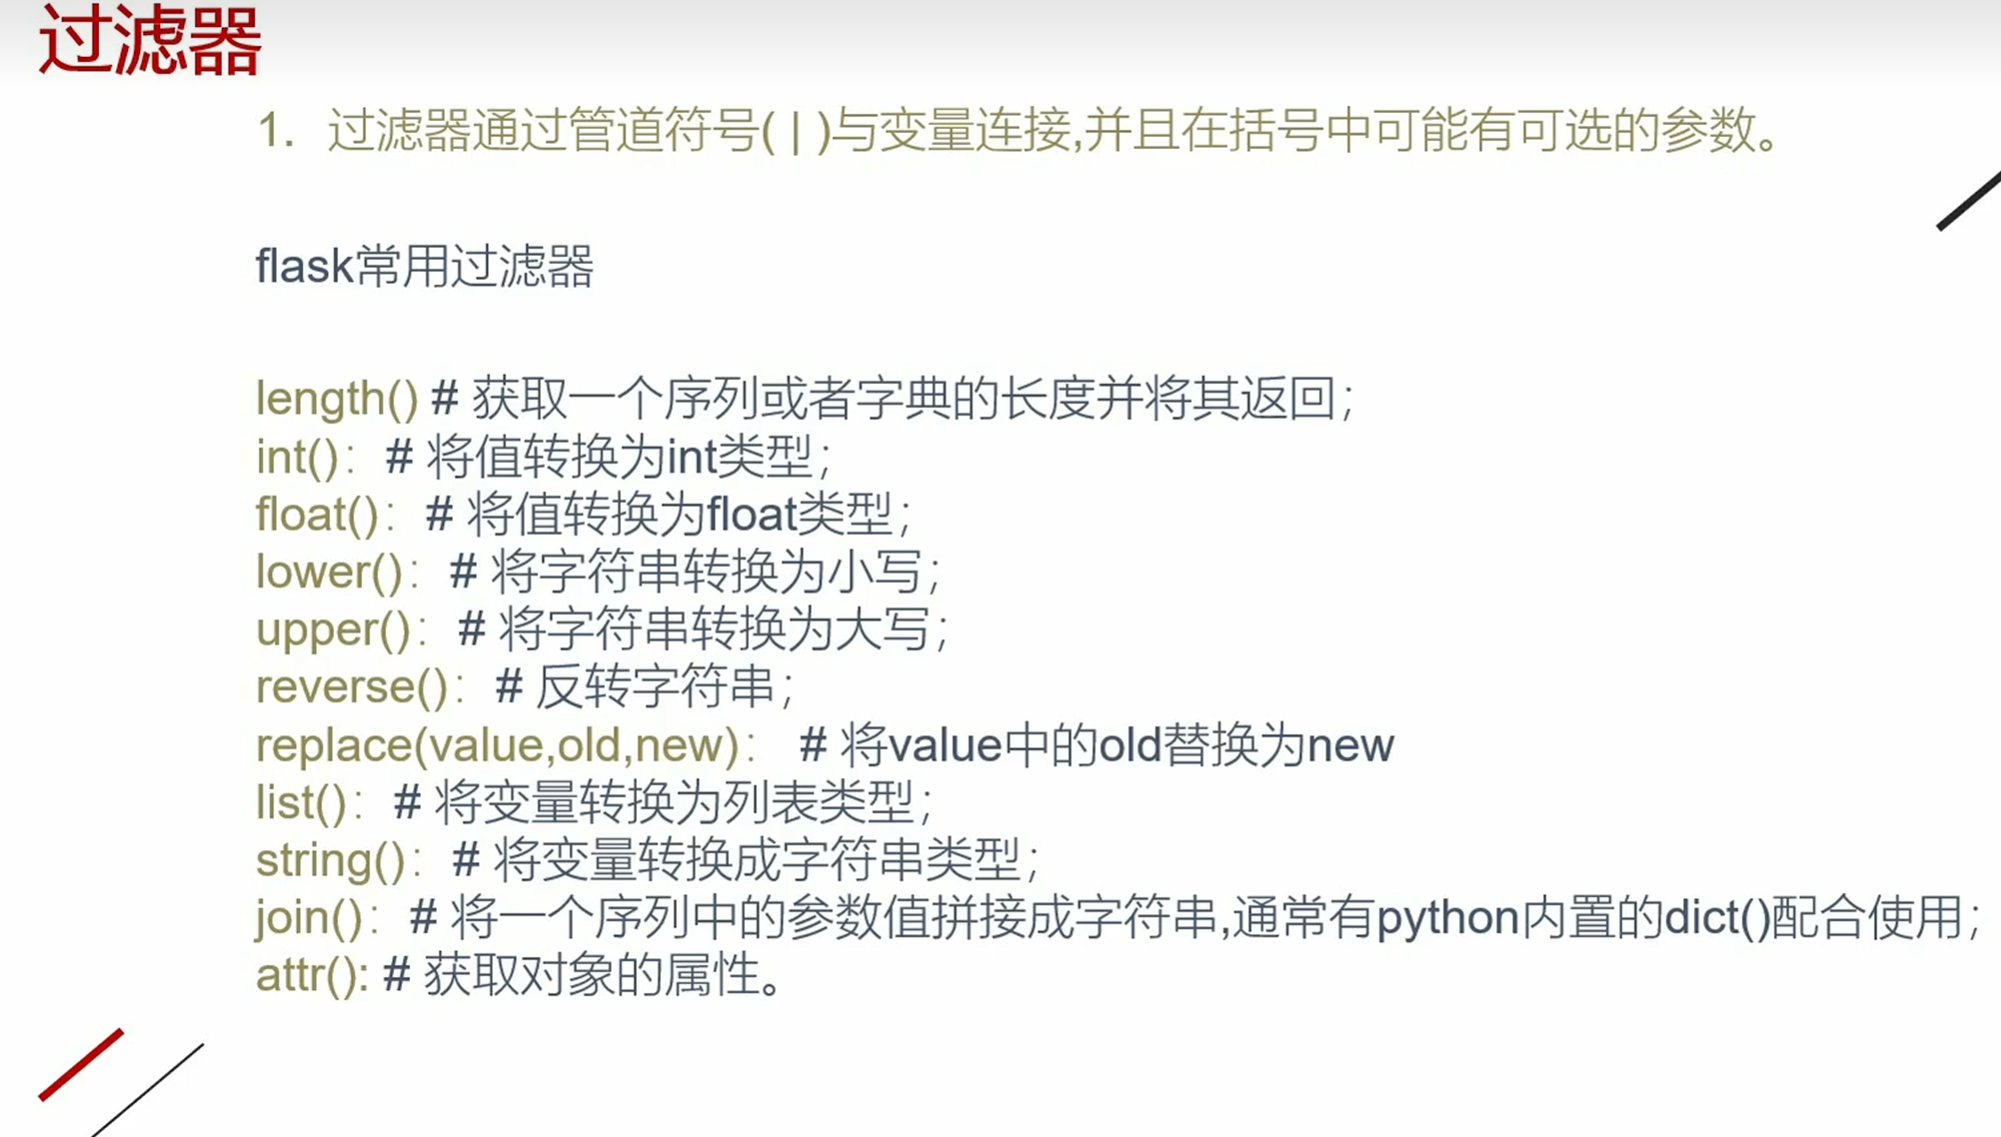 过滤器
1. 过滤器通过管道符号( | )与变量连接,并且在括号中可能有可选的参数。
flask常用过滤器
length() # 获取一个序列或者字典的长度并将其返回；
int()： # 将值转换为int类型；
float()： # 将值转换为float类型；
lower()： # 将字符串转换为小写；
upper()： # 将字符串转换为大写；
reverse()： # 反转字符串；
replace(value,old,new)： # 将value中的old替换为new
list()： # 将变量转换为列表类型；
string()： # 将变量转换成字符串类型；
join()： # 将一个序列中的参数值拼接成字符串,通常有python内置的dict()配合使用；
attr(): # 获取对象的属性。